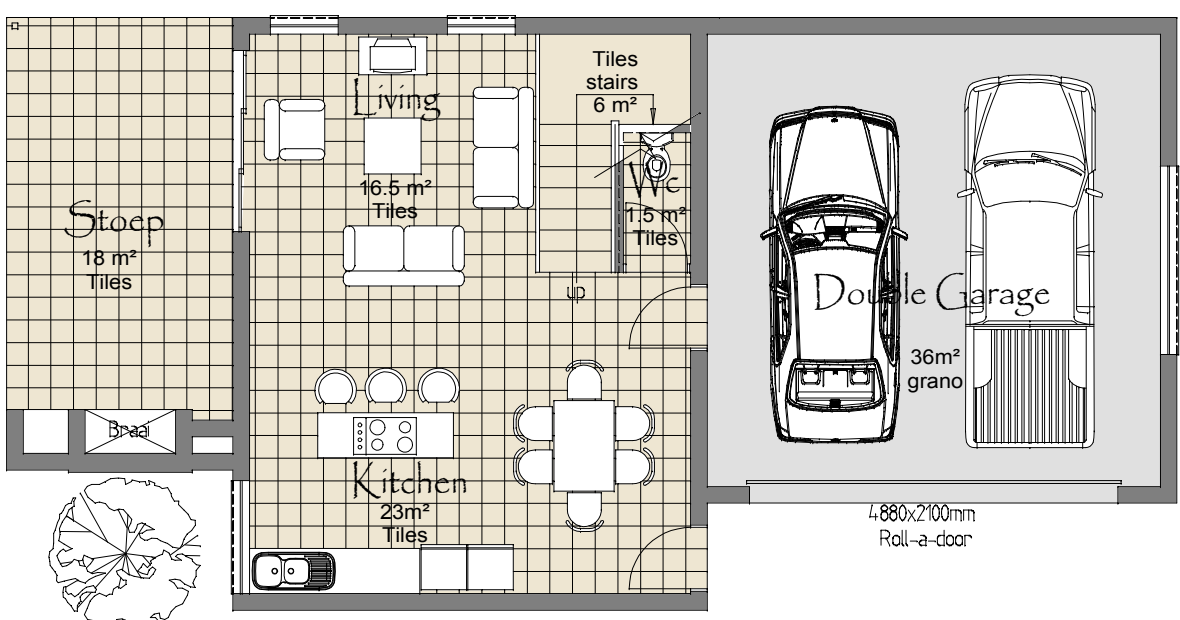 Living
16.5 m²
Tiles
Tiles
stairs
6 m²
Wc
1.5 m²
Tiles
up
Stoep
18 m²
Tiles
Braai
Kitchen
23m²
Tiles
Double Garage
36m²
grano
4880x2100mm
Roll-a-door